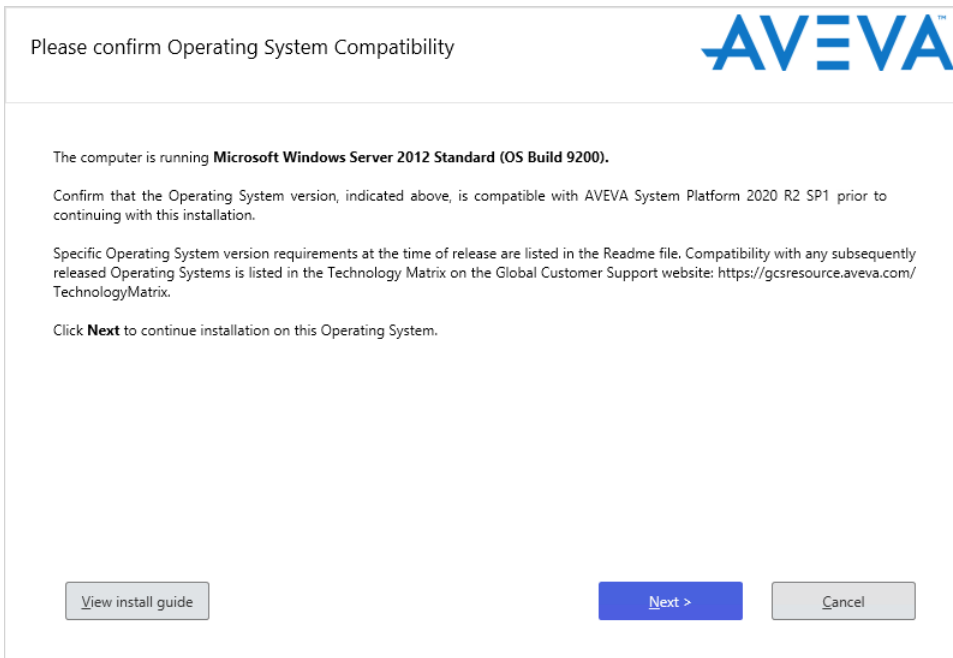 Please confirm Operating System Compatibility
AVEVA™
The computer is running Microsoft Windows Server 2012 Standard (OS Build 9200).
Confirm that the Operating System version, indicated above, is compatible with AVEVA System Platform 2020 R2 SP1 prior to
continuing with this installation.
Specific Operating System version requirements at the time of release are listed in the Readme file. Compatibility with any subsequently
released Operating Systems is listed in the Technology Matrix on the Global Customer Support website: https://gcsresource.aveva.com/
TechnologyMatrix.
Click Next to continue installation on this Operating System.
View install guide
Next >
Cancel